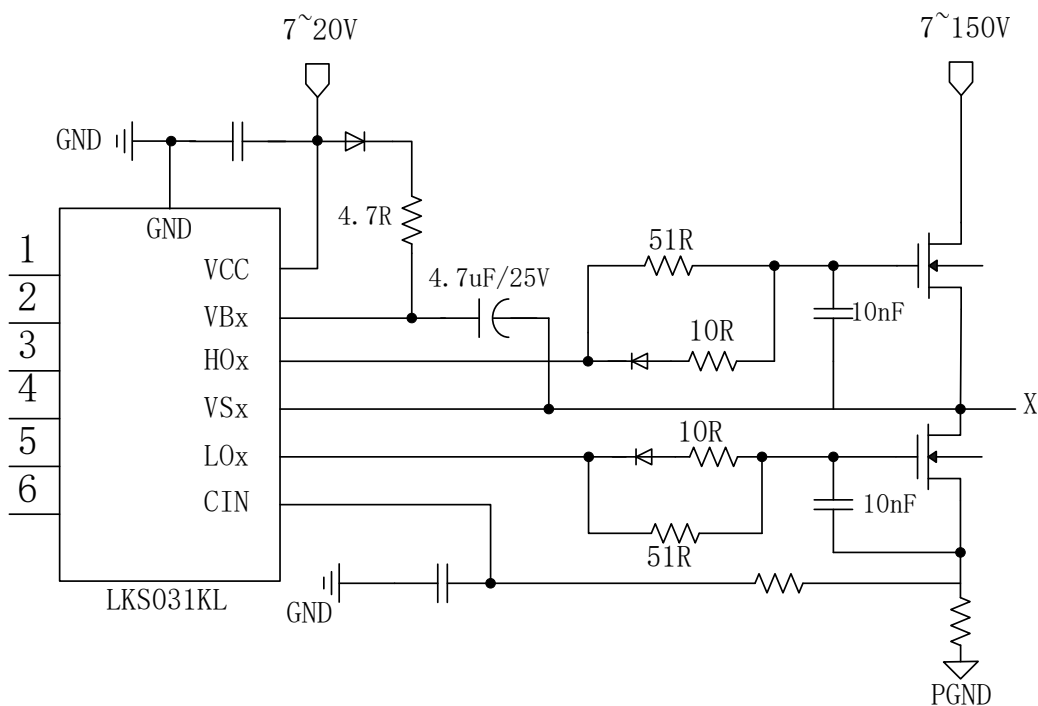 7~20V
7~150V
GND
GND
4.7R
51R
1
VCC
4.7uF/25V
2
VBx
10nF
10R
3
HOx
4
VSx
X
10R
5
LOx
6
CIN
10nF
51R
LKS031KL
GND
PGND